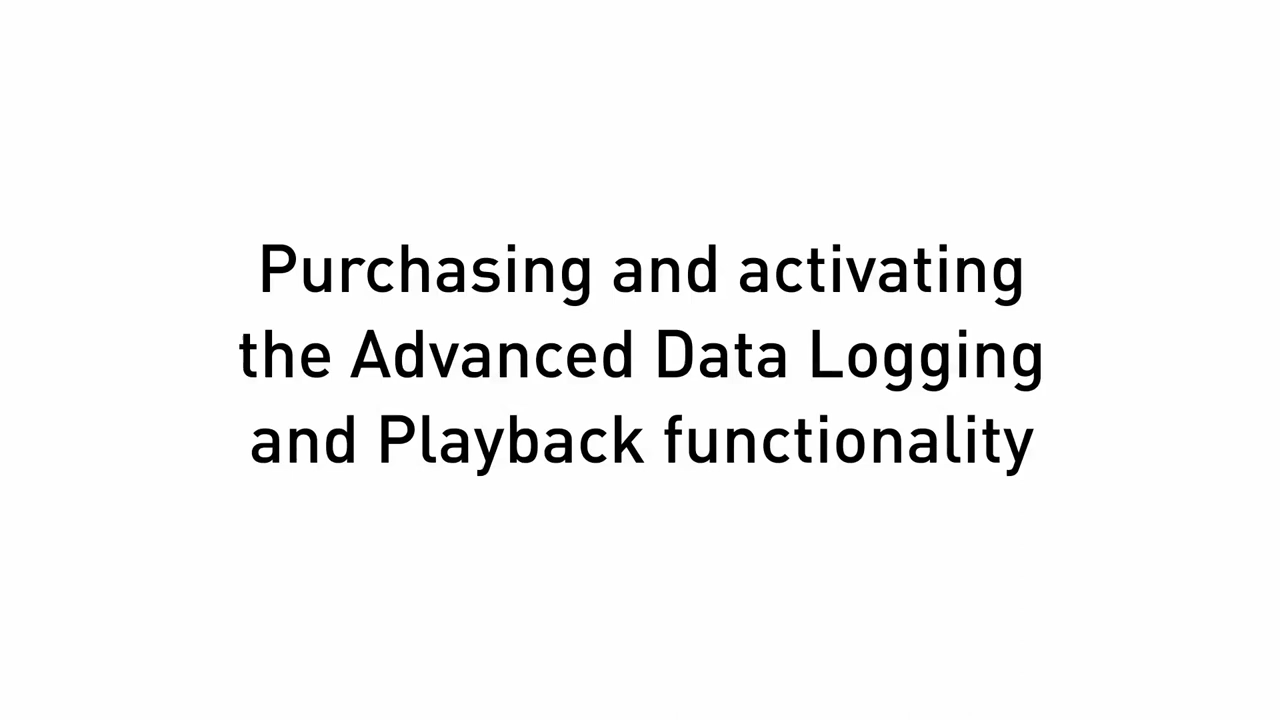 Purchasing and activating
the Advanced Data Logging
and Playback functionality